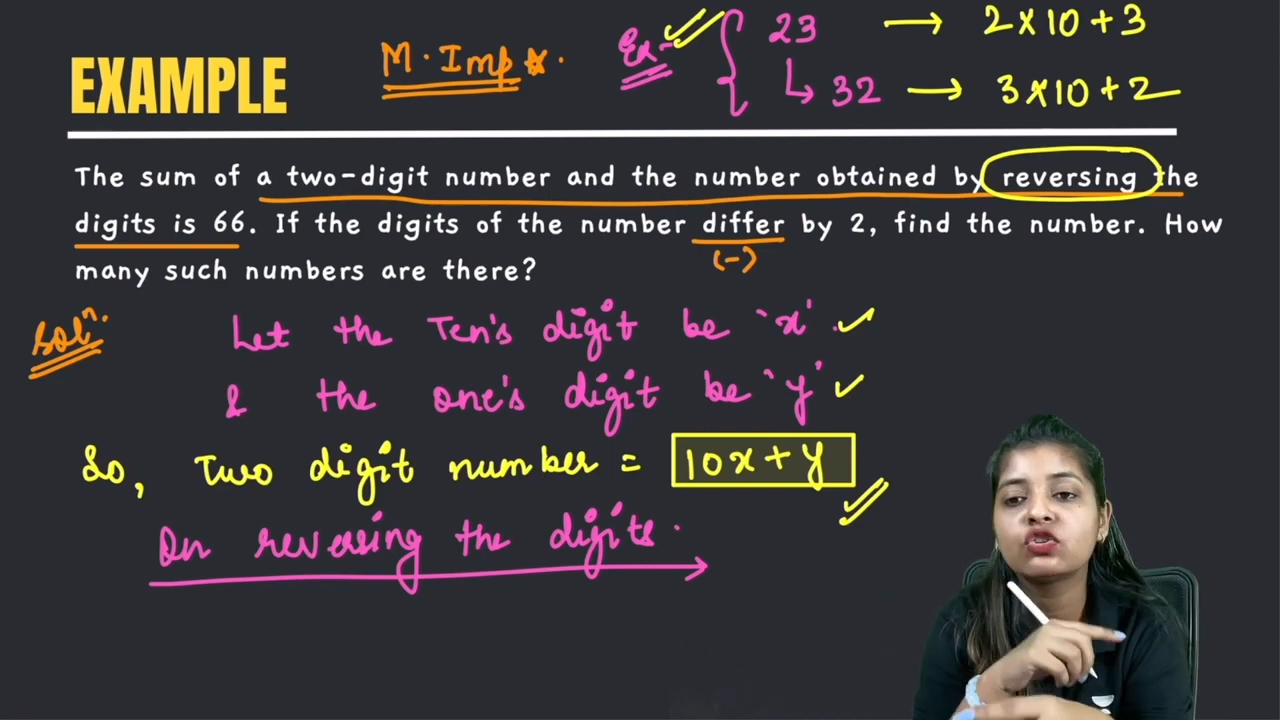 EXAMPLE
M. Imp
Ex-
23 → 2×10+3
↳ 32 → 3×10+2
The sum of a two-digit number and the number obtained by reversing the
digits is 66. If the digits of the number differ by 2, find the number. How
(-)
many such numbers are there?
Solⁿ.
Let the Ten's digit be 'x'.
& the one's digit be 'y'
So, Two digit number = 10x+y
On reversing the digits.